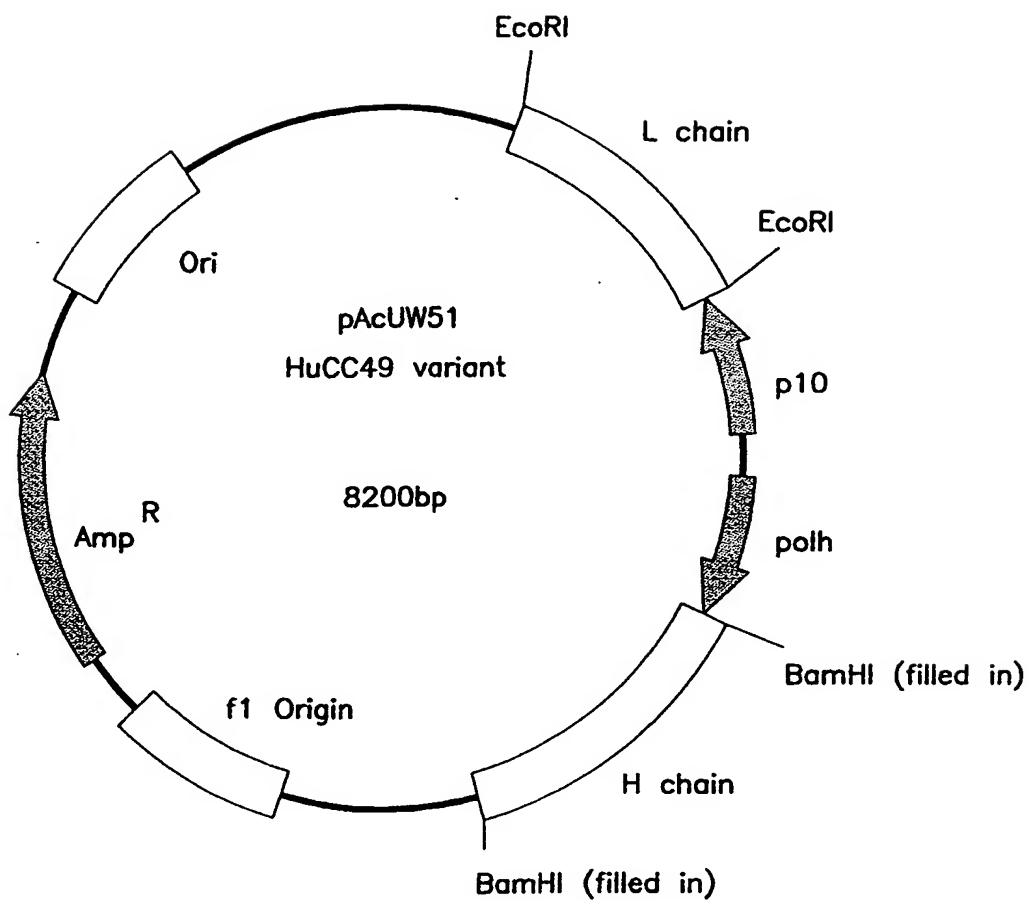 EcoRI
L chain
EcoRI
Ori
pAcUW51
HuCC49 variant
p10
8200bp
Amp R
polh
BamHI (filled in)
f1 Origin
H chain
BamHI (filled in)